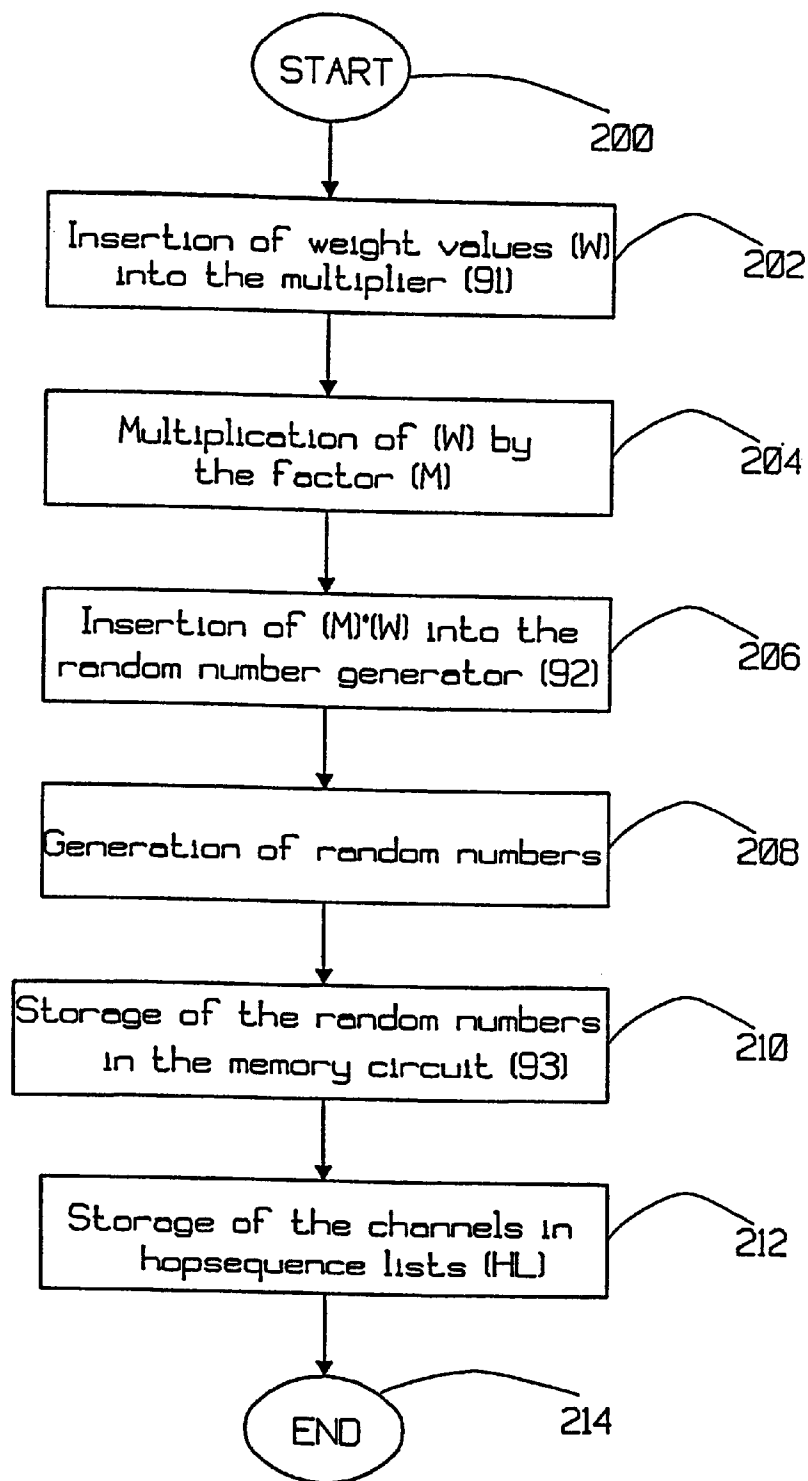 START
200
Insertion of weight values (W)
into the multiplier (91)
202
Multiplication of (W) by
the factor (M)
204
Insertion of (M)*(W) into the
random number generator (92)
206
Generation of random numbers
208
Storage of the random numbers
in the memory circuit (93)
210
Storage of the channels in
hopsequence lists (HL)
212
END
214